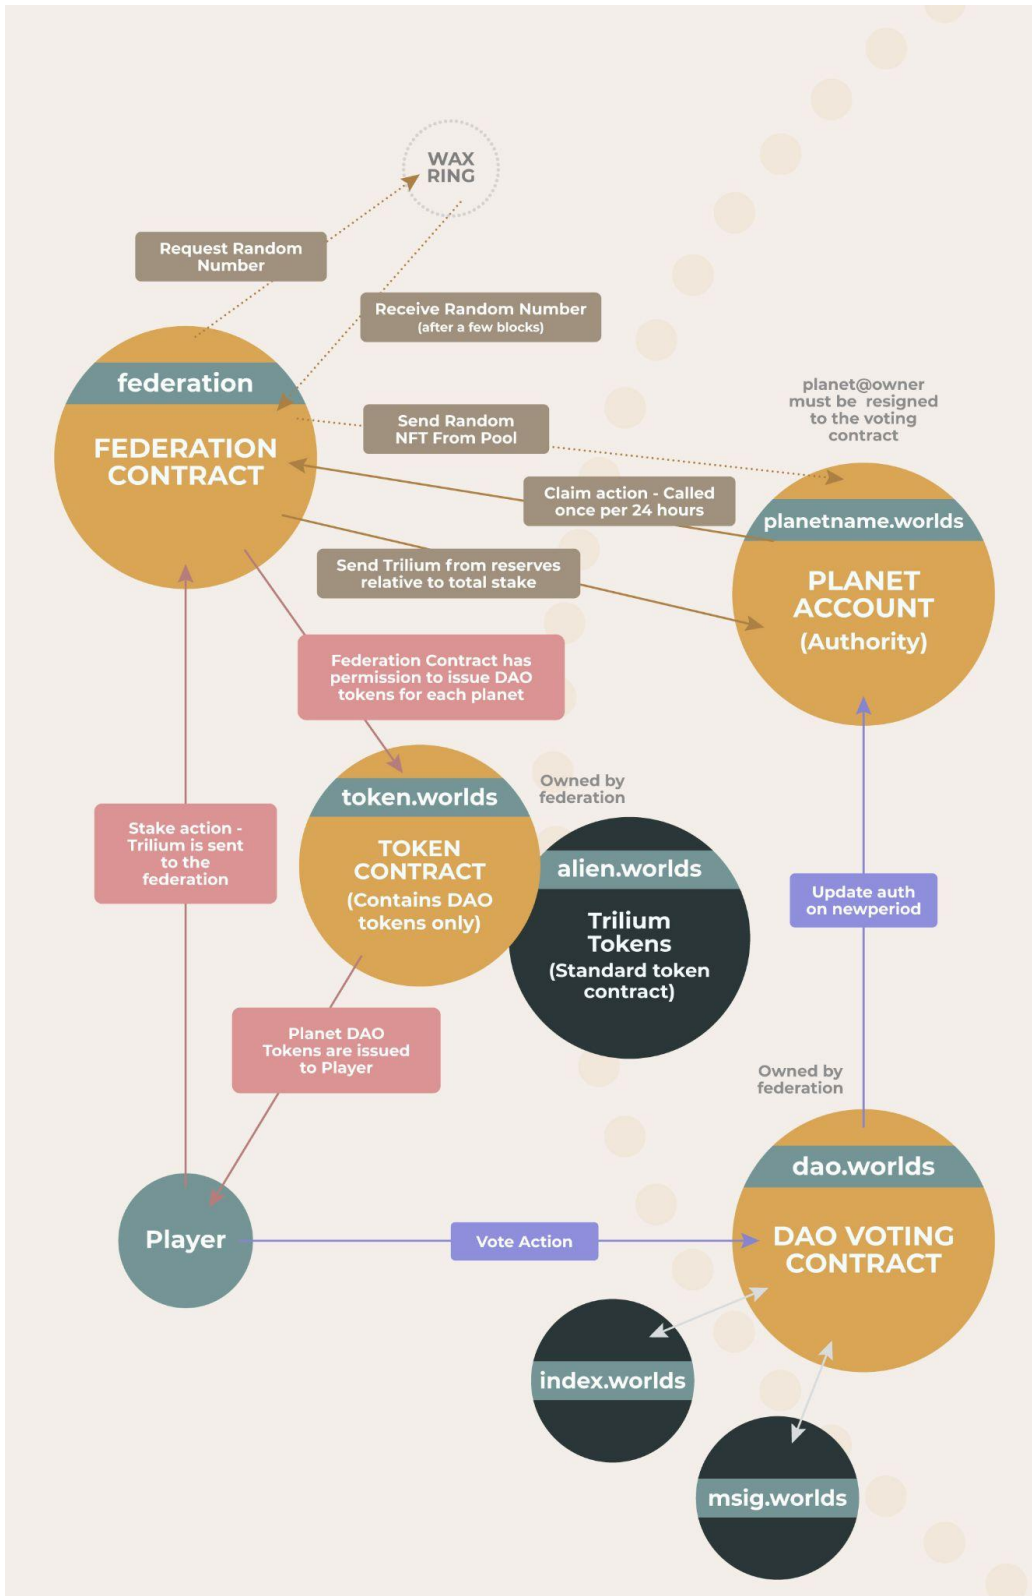 WAX
RING
Request Random
Number
Receive Random Number
(after a few blocks)
federation
FEDERATION
CONTRACT
Send Random
NFT From Pool
planet@owner
must be  resigned
to the voting
contract
Claim action - Called
once per 24 hours
planetname.worlds
PLANET
ACCOUNT
(Authority)
Send Trilium from reserves
relative to total stake
Federation Contract has
permission to issue DAO
tokens for each planet
token.worlds
TOKEN
CONTRACT
(Contains DAO
tokens only)
Owned by
federation
alien.worlds
Trilium
Tokens
(Standard token
contract)
Stake action -
Trilium is sent
to the
federation
Update auth
on newperiod
Planet DAO
Tokens are issued
to Player
Owned by
federation
dao.worlds
DAO VOTING
CONTRACT
Player
Vote Action
index.worlds
msig.worlds